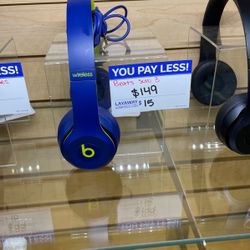 LESS!
wireless
b
YOU PAY LESS!
Beats Solo 3
$149
LAYAWAY
$15